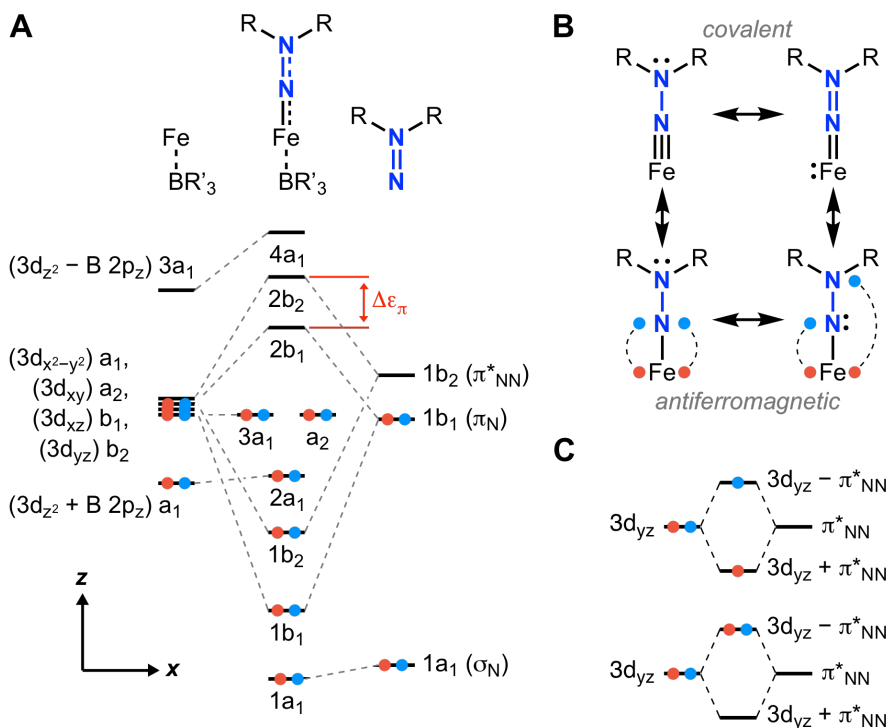 A
R R
N
N
Fe
BR'3
Fe
BR'3
R R
N
N
(3dz² − B 2pz) 3a1
4a1
2b2
Δεπ
2b1
(3dx²−y²) a1,
(3dxy) a2,
(3dxz) b1,
(3dyz) b2
1b2 (π*NN)
1b1 (πN)
3a1 a2
(3dz² + B 2pz) a1
2a1
1b2
1b1
1a1 (σN)
1a1
z
x
B
covalent
R R
N
N
Fe
R R
N
N
:Fe
R R
N
N
Fe
R R
N
N:
Fe
antiferromagnetic
C
3dyz − π*NN
3dyz
π*NN
3dyz + π*NN
3dyz − π*NN
3dyz
π*NN
3dyz + π*NN